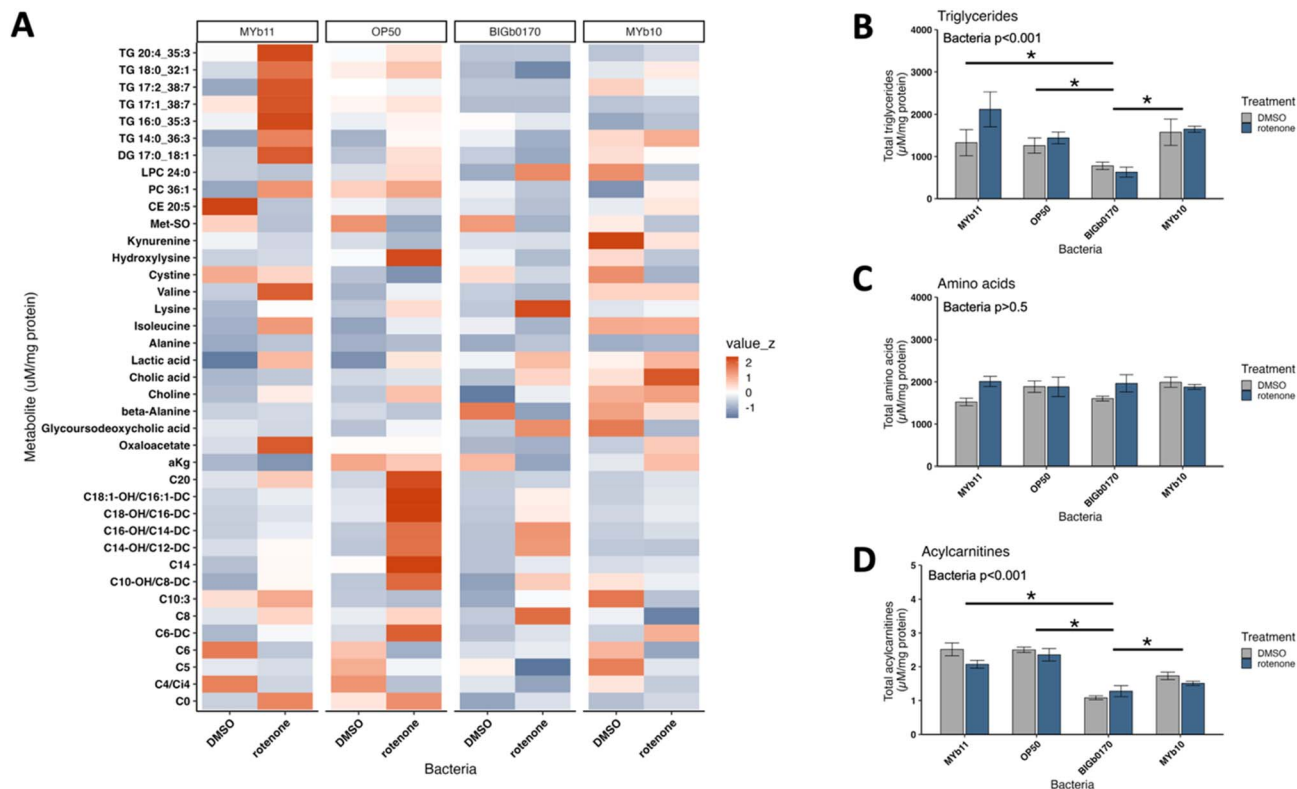 A
MYb11 OP50 BIGb0170 MYb10
TG 20:4_35:3
TG 18:0_32:1
TG 17:2_38:7
TG 17:1_38:7
TG 16:0_35:3
TG 14:0_36:3
DG 17:0_18:1
LPC 24:0
PC 36:1
CE 20:5
Met-SO
Kynurenine
Hydroxylysine
Cystine
Valine
Lysine
Isoleucine
Alanine
Lactic acid
Cholic acid
Choline
beta-Alanine
Glycoursodeoxycholic acid
Oxaloacetate
aKg
C20
C18:1-OH/C16:1-DC
C18-OH/C16-DC
C16-OH/C14-DC
C14-OH/C12-DC
C14
C10-OH/C8-DC
C10:3
C8
C6-DC
C6
C5
C4/Ci4
C0
Metabolite (uM/mg protein)
DMSO rotenone DMSO rotenone DMSO rotenone DMSO rotenone
Bacteria
value_z
2
1
0
-1
B
Triglycerides
Bacteria p<0.001
*
*
*
4000
3000
2000
1000
0
Total triglycerides
(µM/mg protein)
MYb11 OP50 BIGb0170 MYb10
Bacteria
Treatment
DMSO
rotenone
C
Amino acids
Bacteria p>0.5
4000
3000
2000
1000
0
Total amino acids
(µM/mg protein)
MYb11 OP50 BIGb0170 MYb10
Bacteria
Treatment
DMSO
rotenone
D
Acylcarnitines
Bacteria p<0.001
*
*
*
5
4
3
2
1
0
Total acylcarnitines
(µM/mg protein)
MYb11 OP50 BIGb0170 MYb10
Bacteria
Treatment
DMSO
rotenone